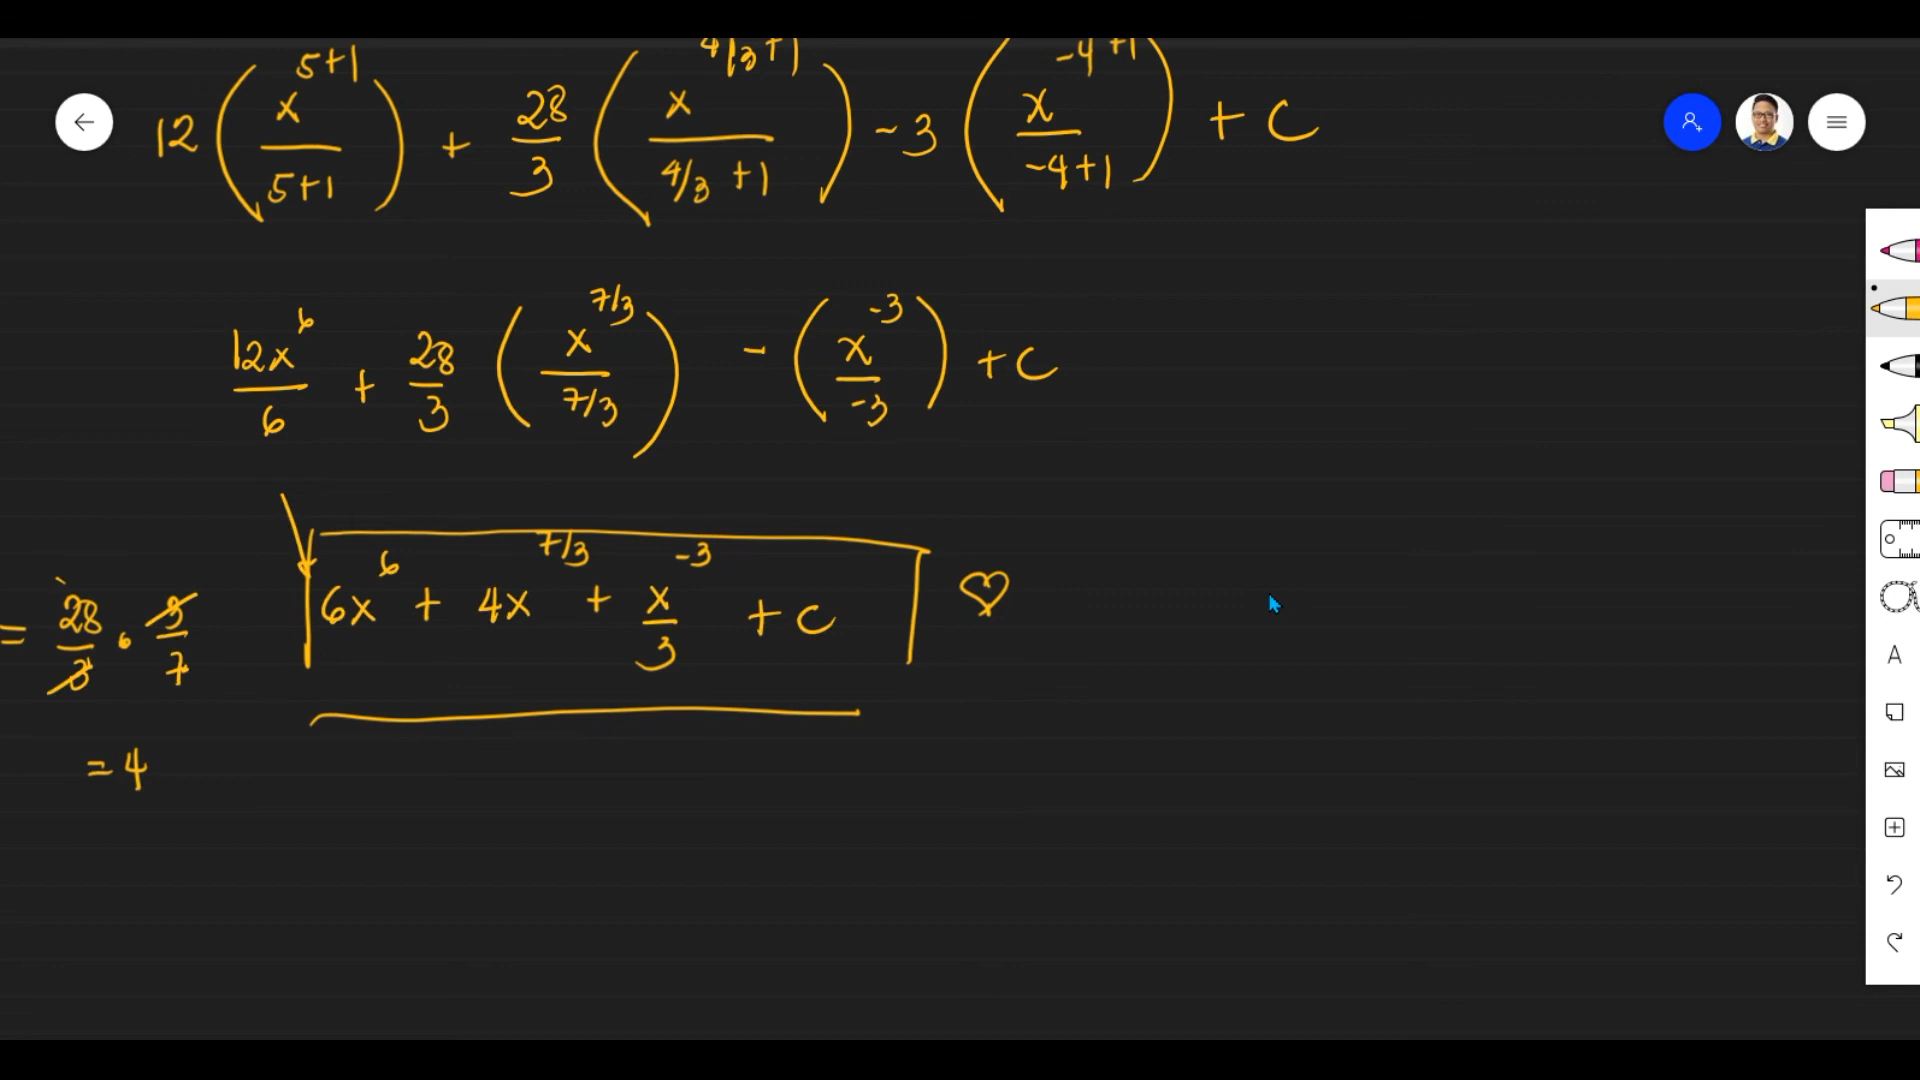 12 ( x^5+1 / 5+1 ) + 28/3 ( x^4/3+1 / 4/3+1 ) - 3 ( x^-4+1 / -4+1 ) + C
12x^6 / 6 + 28/3 ( x^7/3 / 7/3 ) - ( x^-3 / -3 ) + C
6x^6 + 4x^7/3 + x^-3 / 3 + C ♡
= 28/3 · 3/7
= 4
A